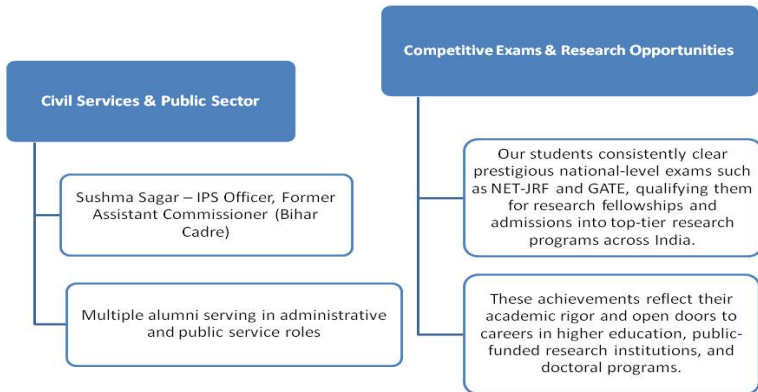 Civil Services & Public Sector
Sushma Sagar – IPS Officer, Former
Assistant Commissioner (Bihar
Cadre)
Multiple alumni serving in administrative
and public service roles
Competitive Exams & Research Opportunities
Our students consistently clear
prestigious national-level exams such
as NET-JRF and GATE, qualifying them
for research fellowships and
admissions into top-tier research
programs across India.
These achievements reflect their
academic rigor and open doors to
careers in higher education, public-
funded research institutions, and
doctoral programs.